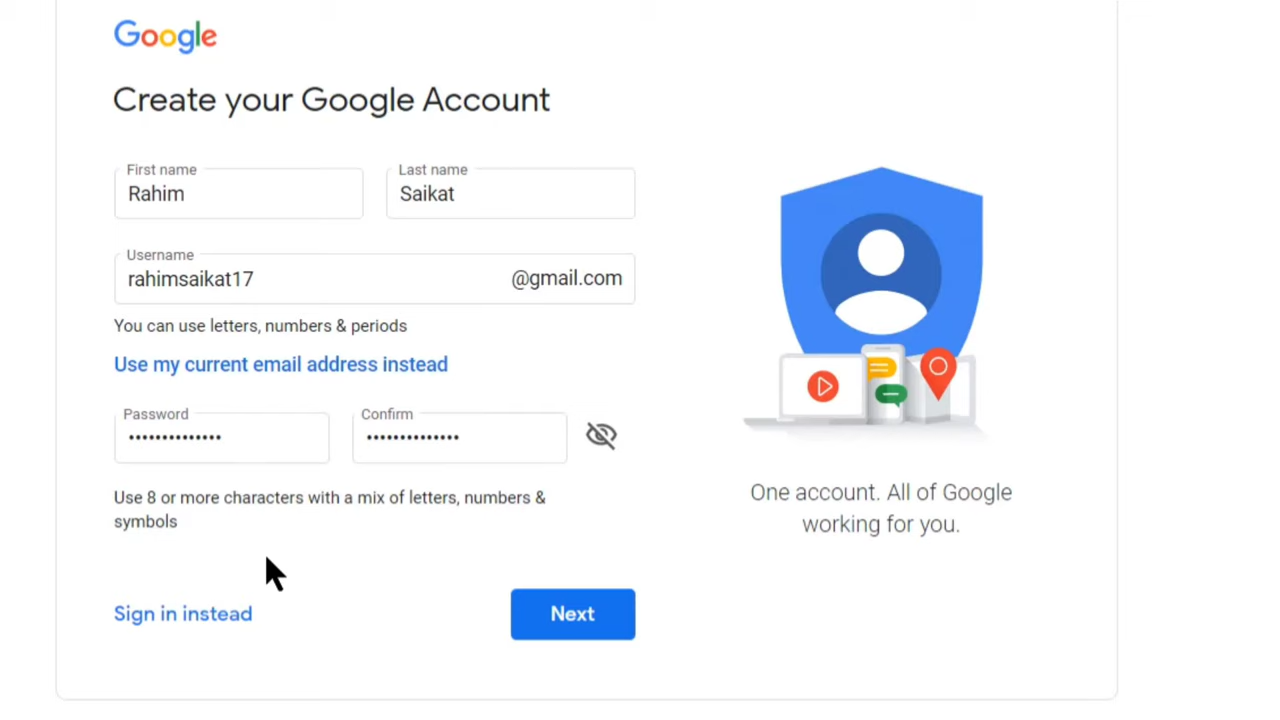 Google
Create your Google Account
First name
Last name
Rahim
Saikat
Username
rahimsaikat17
@gmail.com
You can use letters, numbers & periods
Use my current email address instead
Password
Confirm
••••••••••••••
••••••••••••••
Use 8 or more characters with a mix of letters, numbers &
symbols
One account. All of Google
working for you.
Sign in instead
Next